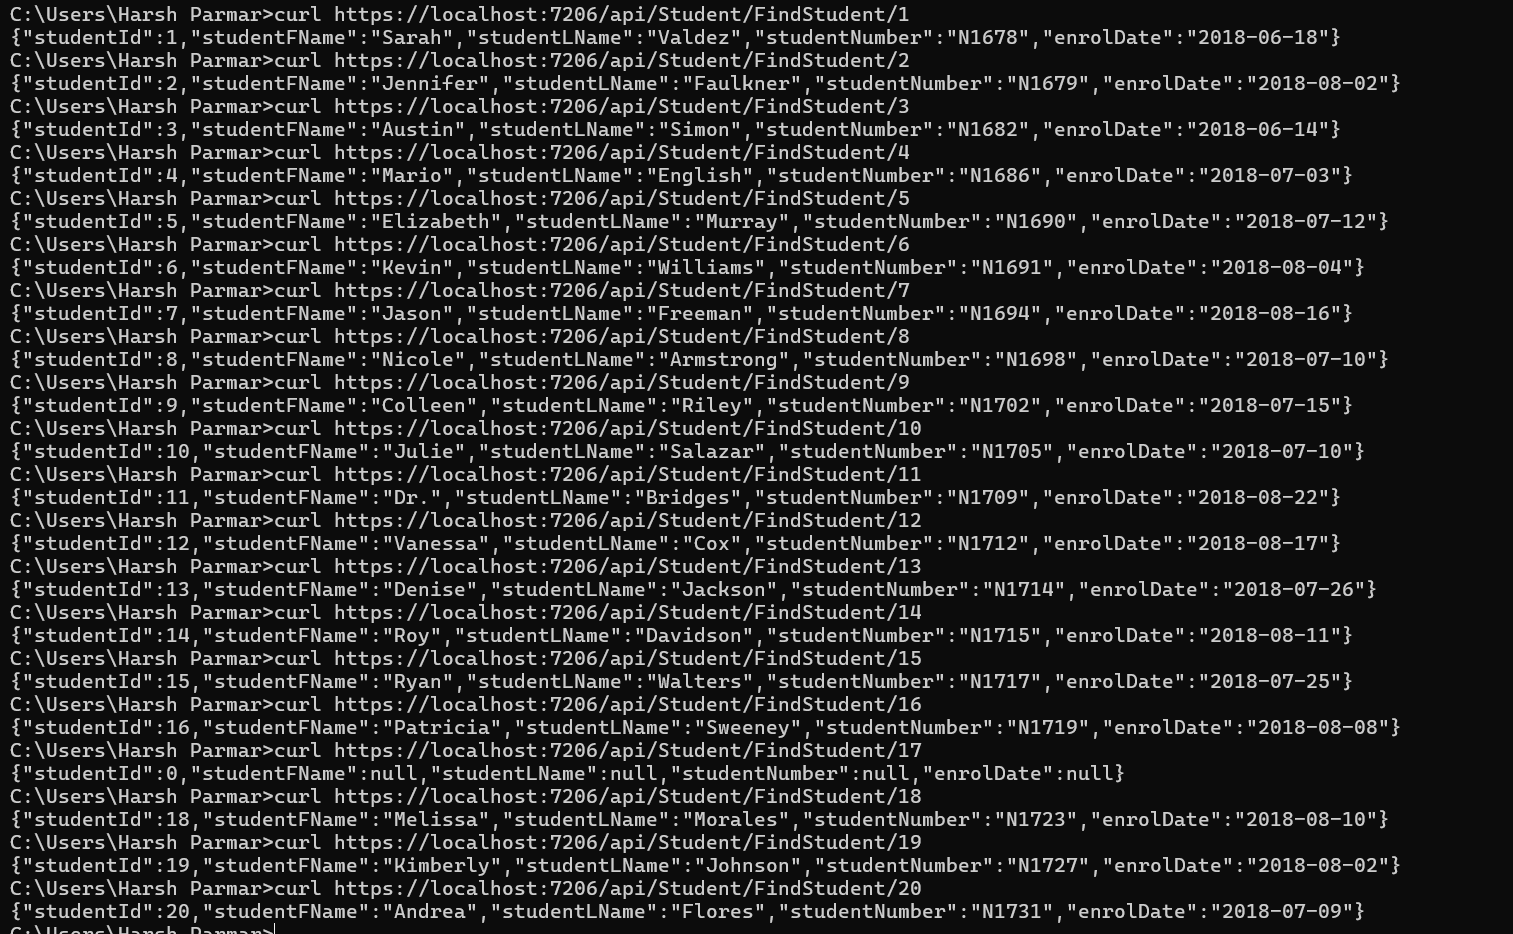 C:\Users\Harsh Parmar>curl https://localhost:7206/api/Student/FindStudent/1
{"studentId":1,"studentFName":"Sarah","studentLName":"Valdez","studentNumber":"N1678","enrolDate":"2018-06-18"}
C:\Users\Harsh Parmar>curl https://localhost:7206/api/Student/FindStudent/2
{"studentId":2,"studentFName":"Jennifer","studentLName":"Faulkner","studentNumber":"N1679","enrolDate":"2018-08-02"}
C:\Users\Harsh Parmar>curl https://localhost:7206/api/Student/FindStudent/3
{"studentId":3,"studentFName":"Austin","studentLName":"Simon","studentNumber":"N1682","enrolDate":"2018-06-14"}
C:\Users\Harsh Parmar>curl https://localhost:7206/api/Student/FindStudent/4
{"studentId":4,"studentFName":"Mario","studentLName":"English","studentNumber":"N1686","enrolDate":"2018-07-03"}
C:\Users\Harsh Parmar>curl https://localhost:7206/api/Student/FindStudent/5
{"studentId":5,"studentFName":"Elizabeth","studentLName":"Murray","studentNumber":"N1690","enrolDate":"2018-07-12"}
C:\Users\Harsh Parmar>curl https://localhost:7206/api/Student/FindStudent/6
{"studentId":6,"studentFName":"Kevin","studentLName":"Williams","studentNumber":"N1691","enrolDate":"2018-08-04"}
C:\Users\Harsh Parmar>curl https://localhost:7206/api/Student/FindStudent/7
{"studentId":7,"studentFName":"Jason","studentLName":"Freeman","studentNumber":"N1694","enrolDate":"2018-08-16"}
C:\Users\Harsh Parmar>curl https://localhost:7206/api/Student/FindStudent/8
{"studentId":8,"studentFName":"Nicole","studentLName":"Armstrong","studentNumber":"N1698","enrolDate":"2018-07-10"}
C:\Users\Harsh Parmar>curl https://localhost:7206/api/Student/FindStudent/9
{"studentId":9,"studentFName":"Colleen","studentLName":"Riley","studentNumber":"N1702","enrolDate":"2018-07-15"}
C:\Users\Harsh Parmar>curl https://localhost:7206/api/Student/FindStudent/10
{"studentId":10,"studentFName":"Julie","studentLName":"Salazar","studentNumber":"N1705","enrolDate":"2018-07-10"}
C:\Users\Harsh Parmar>curl https://localhost:7206/api/Student/FindStudent/11
{"studentId":11,"studentFName":"Dr.","studentLName":"Bridges","studentNumber":"N1709","enrolDate":"2018-08-22"}
C:\Users\Harsh Parmar>curl https://localhost:7206/api/Student/FindStudent/12
{"studentId":12,"studentFName":"Vanessa","studentLName":"Cox","studentNumber":"N1712","enrolDate":"2018-08-17"}
C:\Users\Harsh Parmar>curl https://localhost:7206/api/Student/FindStudent/13
{"studentId":13,"studentFName":"Denise","studentLName":"Jackson","studentNumber":"N1714","enrolDate":"2018-07-26"}
C:\Users\Harsh Parmar>curl https://localhost:7206/api/Student/FindStudent/14
{"studentId":14,"studentFName":"Roy","studentLName":"Davidson","studentNumber":"N1715","enrolDate":"2018-08-11"}
C:\Users\Harsh Parmar>curl https://localhost:7206/api/Student/FindStudent/15
{"studentId":15,"studentFName":"Ryan","studentLName":"Walters","studentNumber":"N1717","enrolDate":"2018-07-25"}
C:\Users\Harsh Parmar>curl https://localhost:7206/api/Student/FindStudent/16
{"studentId":16,"studentFName":"Patricia","studentLName":"Sweeney","studentNumber":"N1719","enrolDate":"2018-08-08"}
C:\Users\Harsh Parmar>curl https://localhost:7206/api/Student/FindStudent/17
{"studentId":0,"studentFName":null,"studentLName":null,"studentNumber":null,"enrolDate":null}
C:\Users\Harsh Parmar>curl https://localhost:7206/api/Student/FindStudent/18
{"studentId":18,"studentFName":"Melissa","studentLName":"Morales","studentNumber":"N1723","enrolDate":"2018-08-10"}
C:\Users\Harsh Parmar>curl https://localhost:7206/api/Student/FindStudent/19
{"studentId":19,"studentFName":"Kimberly","studentLName":"Johnson","studentNumber":"N1727","enrolDate":"2018-08-02"}
C:\Users\Harsh Parmar>curl https://localhost:7206/api/Student/FindStudent/20
{"studentId":20,"studentFName":"Andrea","studentLName":"Flores","studentNumber":"N1731","enrolDate":"2018-07-09"}
C:\Users\Harsh Parmar>